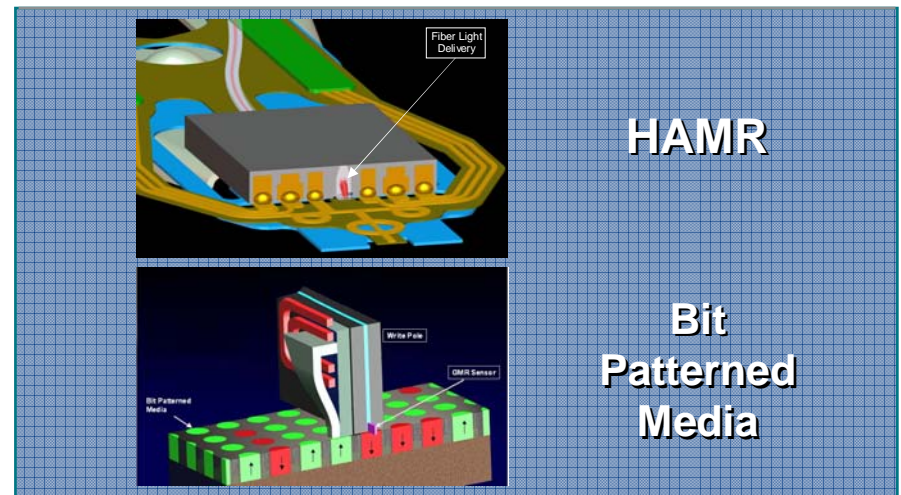 Fiber Light
Delivery
HAMR
Write Pole
GMR Sensor
Bit Patterned
Media
Bit
Patterned
Media